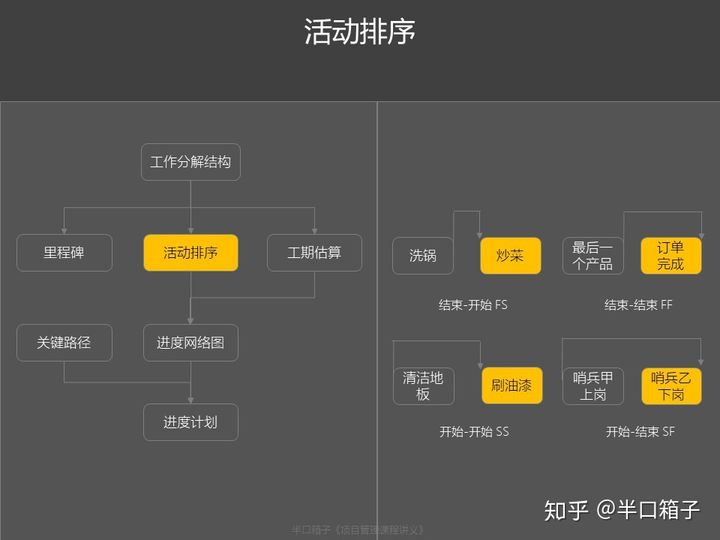 活动排序
工作分解结构
里程碑
活动排序
工期估算
关键路径
进度网络图
进度计划
洗锅
炒菜
结束-开始 FS
最后一
个产品
订单
完成
结束-结束 FF
清洁地
板
刷油漆
开始-开始 SS
哨兵甲
上岗
哨兵乙
下岗
开始-结束 SF
知乎 @半口箱子
半口箱子《项目管理课程讲义》